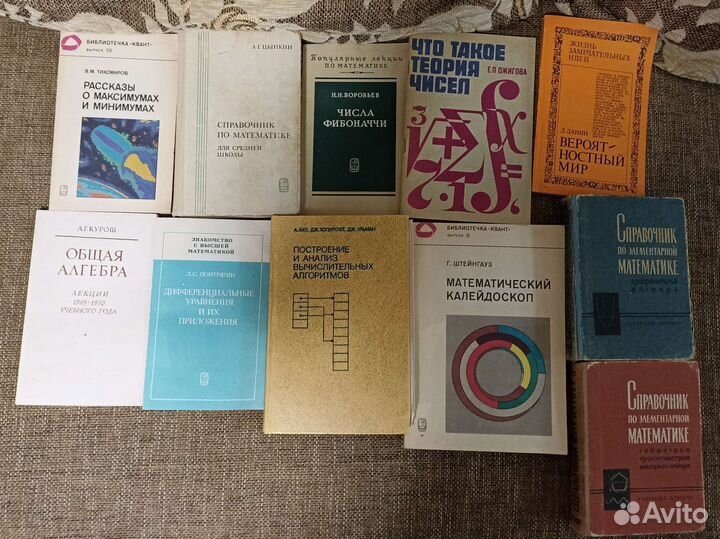 БИБЛИОТЕЧКА «КВАНТ»
выпуск 56
В.М. ТИХОМИРОВ
РАССКАЗЫ
О МАКСИМУМАХ
И МИНИМУМАХ
А.Г. ЦЫПКИН
СПРАВОЧНИК
ПО МАТЕМАТИКЕ
ДЛЯ СРЕДНЕЙ
ШКОЛЫ
Популярные лекции
ПО МАТЕМАТИКЕ
Н.Н. ВОРОБЬЕВ
ЧИСЛА
ФИБОНАЧЧИ
ЧТО ТАКОЕ
ТЕОРИЯ
ЧИСЕЛ
Е.П. ОЖИГОВА
ЖИЗНЬ
ЗАМЕЧАТЕЛЬНЫХ
ИДЕЙ
Д. ДАНИН
ВЕРОЯТ-
НОСТНЫЙ
МИР
А.Г. КУРОШ
ОБЩАЯ
АЛГЕБРА
ЛЕКЦИИ
1969-1970
УЧЕБНОГО ГОДА
ЗНАКОМСТВО
С ВЫСШЕЙ
МАТЕМАТИКОЙ
Л.С. ПОНТРЯГИН
ДИФФЕРЕНЦИАЛЬНЫЕ
УРАВНЕНИЯ
И ИХ
ПРИЛОЖЕНИЯ
А. АХО, ДЖ. ХОПКРОФТ, ДЖ. УЛЬМАН
ПОСТРОЕНИЕ
И АНАЛИЗ
ВЫЧИСЛИТЕЛЬНЫХ
АЛГОРИТМОВ
БИБЛИОТЕЧКА «КВАНТ»
выпуск 8
Г. ШТЕЙНГАУЗ
МАТЕМАТИЧЕСКИЙ
КАЛЕЙДОСКОП
СПРАВОЧНИК
ПО ЭЛЕМЕНТАРНОЙ
МАТЕМАТИКЕ
арифметика
алгебра
СПРАВОЧНИК
ПО ЭЛЕМЕНТАРНОЙ
МАТЕМАТИКЕ
геометрия
тригонометрия
векторная алгебра
Avito